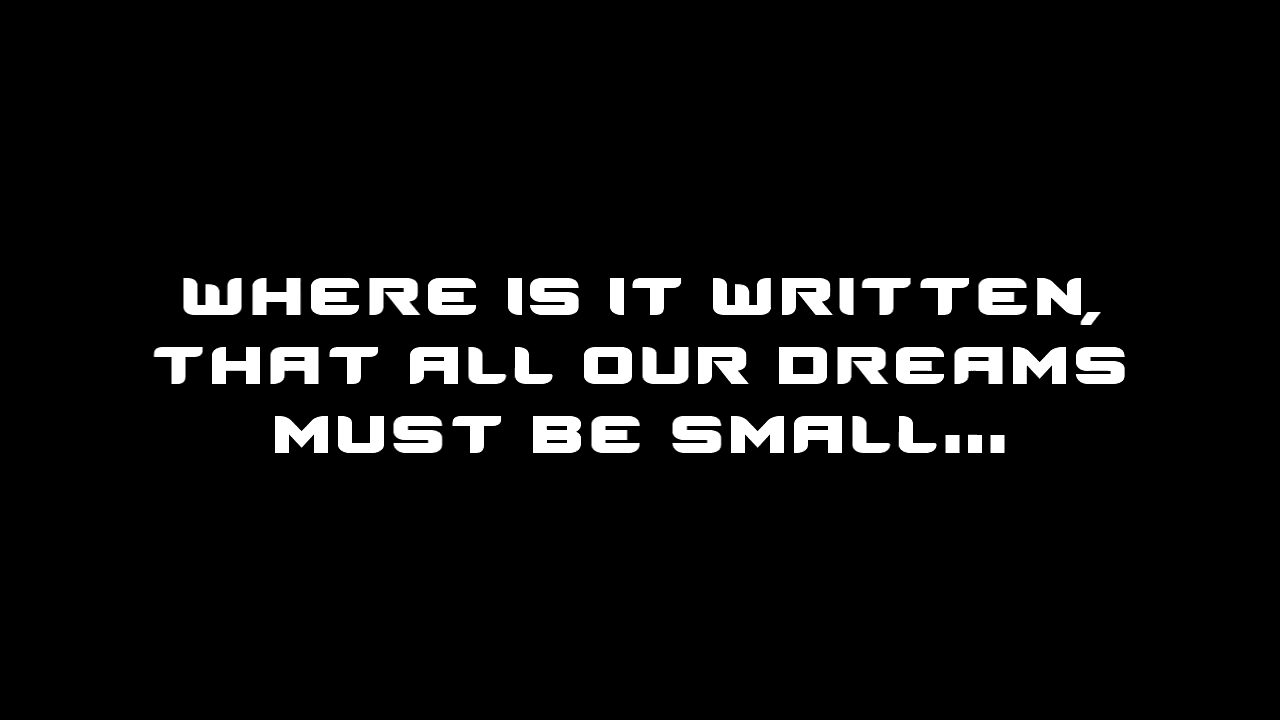 WHERE IS IT WRITTEN,
THAT ALL OUR DREAMS
MUST BE SMALL...